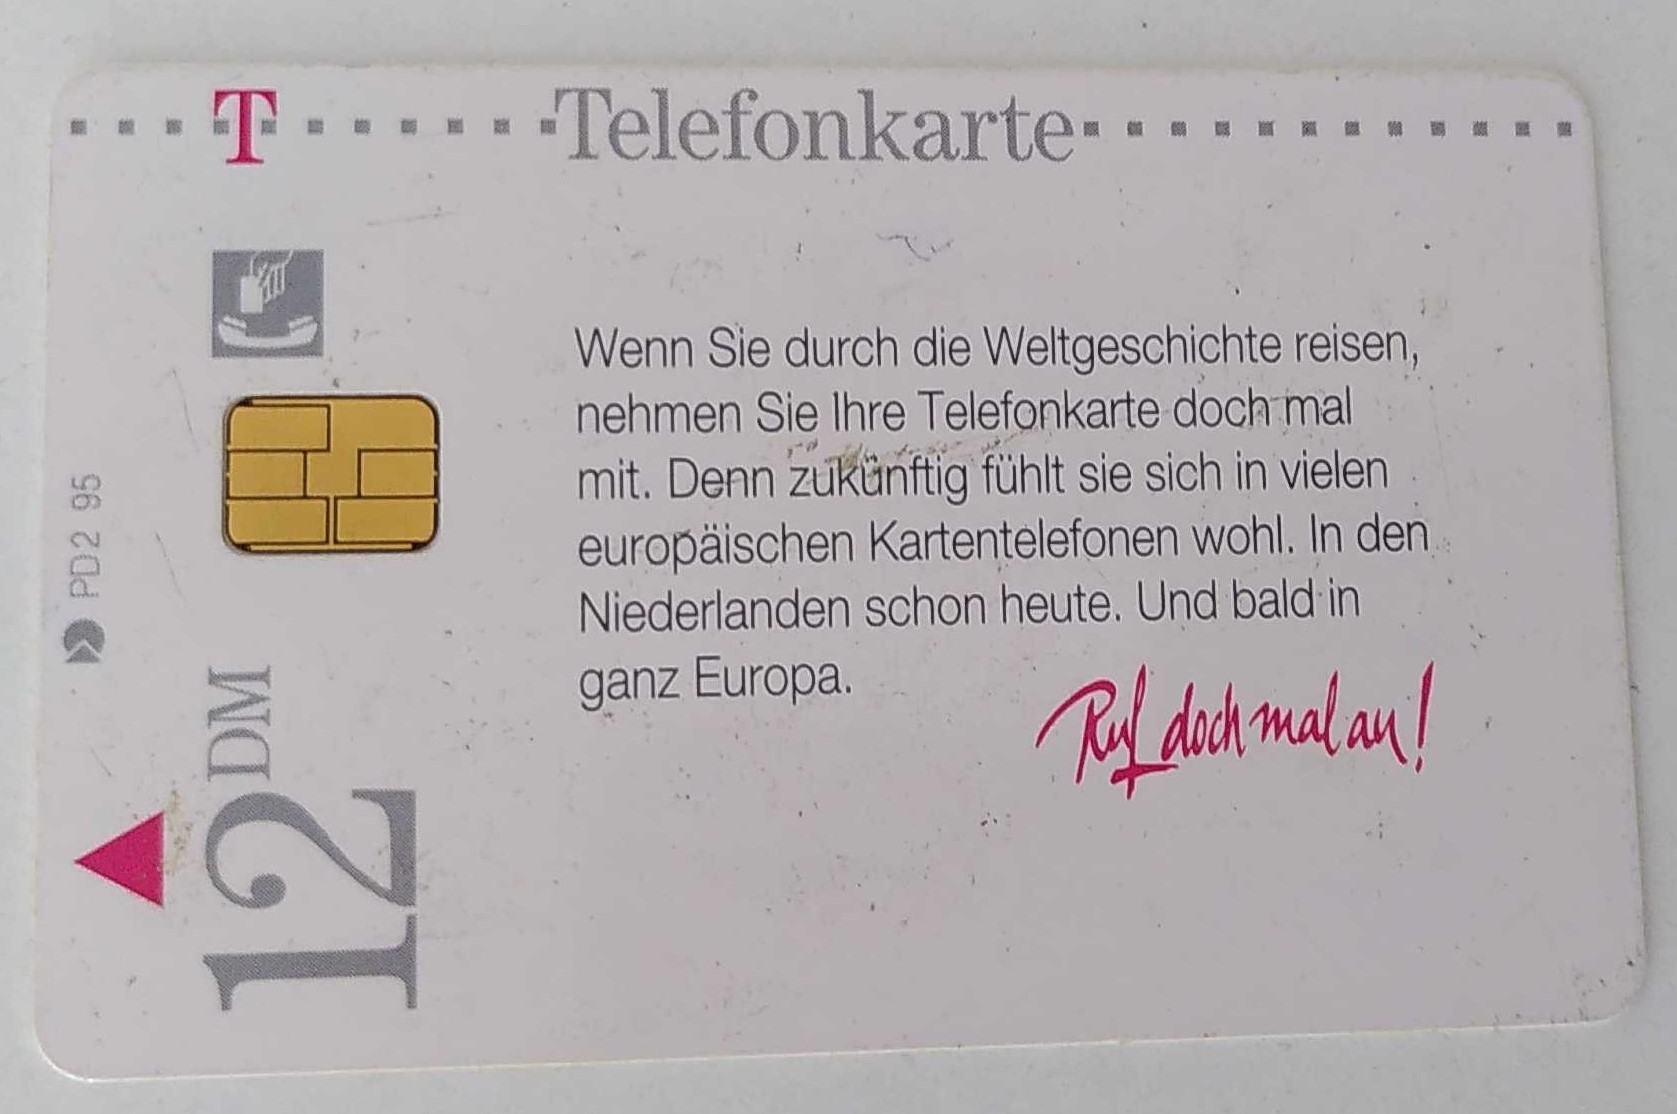 T Telefonkarte
Wenn Sie durch die Weltgeschichte reisen,
nehmen Sie Ihre Telefonkarte doch mal
mit. Denn zukünftig fühlt sie sich in vielen
europäischen Kartentelefonen wohl. In den
Niederlanden schon heute. Und bald in
ganz Europa.
Ruf doch mal an!
PD2 95
12 DM